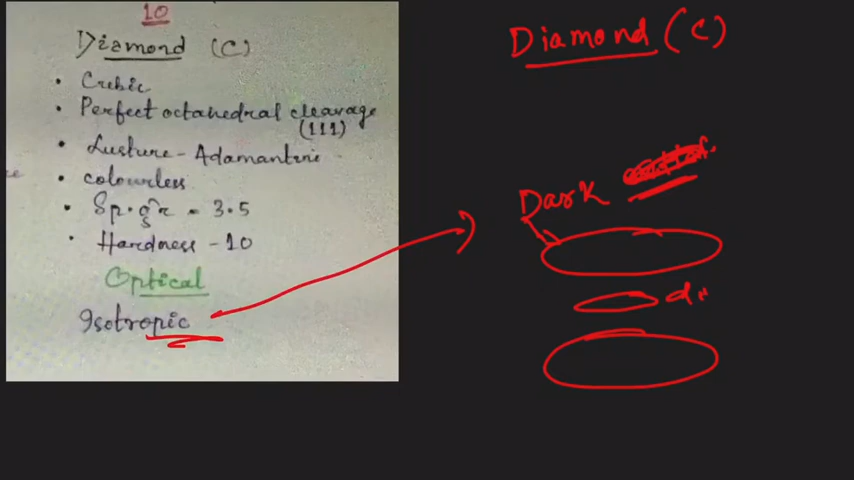 10
Diamond (C)
• Cubic
• Perfect octahedral cleavage
(111)
• Lusture - Adamantine
• colourless
• Sp. gr = 3.5
• Hardness - 10
Optical
Isotropic
Diamond (C)
Dark